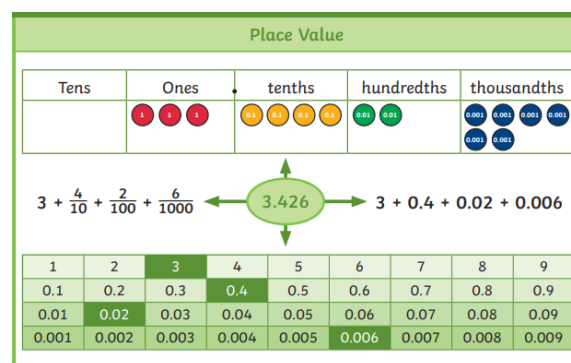 Place Value
Tens Ones . tenths hundredths thousandths
1 1 1 0.1 0.1 0.1 0.1 0.01 0.01 0.001 0.001 0.001 0.001
0.001 0.001
3 + 4/10 + 2/100 + 6/1000 3.426 3 + 0.4 + 0.02 + 0.006
1 2 3 4 5 6 7 8 9
0.1 0.2 0.3 0.4 0.5 0.6 0.7 0.8 0.9
0.01 0.02 0.03 0.04 0.05 0.06 0.07 0.08 0.09
0.001 0.002 0.003 0.004 0.005 0.006 0.007 0.008 0.009